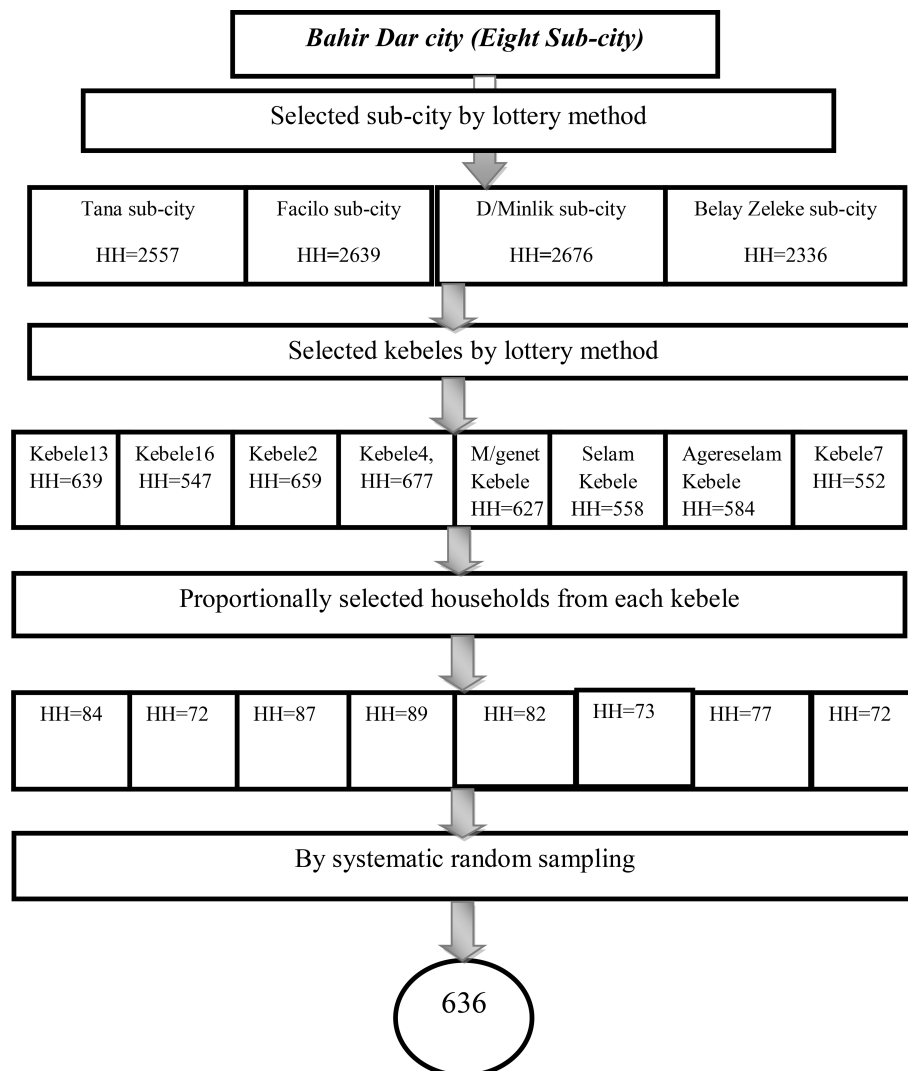 Bahir Dar city (Eight Sub-city)
Selected sub-city by lottery method
Tana sub-city
HH=2557
Facilo sub-city
HH=2639
D/Minlik sub-city
HH=2676
Belay Zeleke sub-city
HH=2336
Selected kebeles by lottery method
Kebele13
HH=639
Kebele16
HH=547
Kebele2
HH=659
Kebele4,
HH=677
M/genet
Kebele
HH=627
Selam
Kebele
HH=558
Agereselam
Kebele
HH=584
Kebele7
HH=552
Proportionally selected households from each kebele
HH=84
HH=72
HH=87
HH=89
HH=82
HH=73
HH=77
HH=72
By systematic random sampling
636